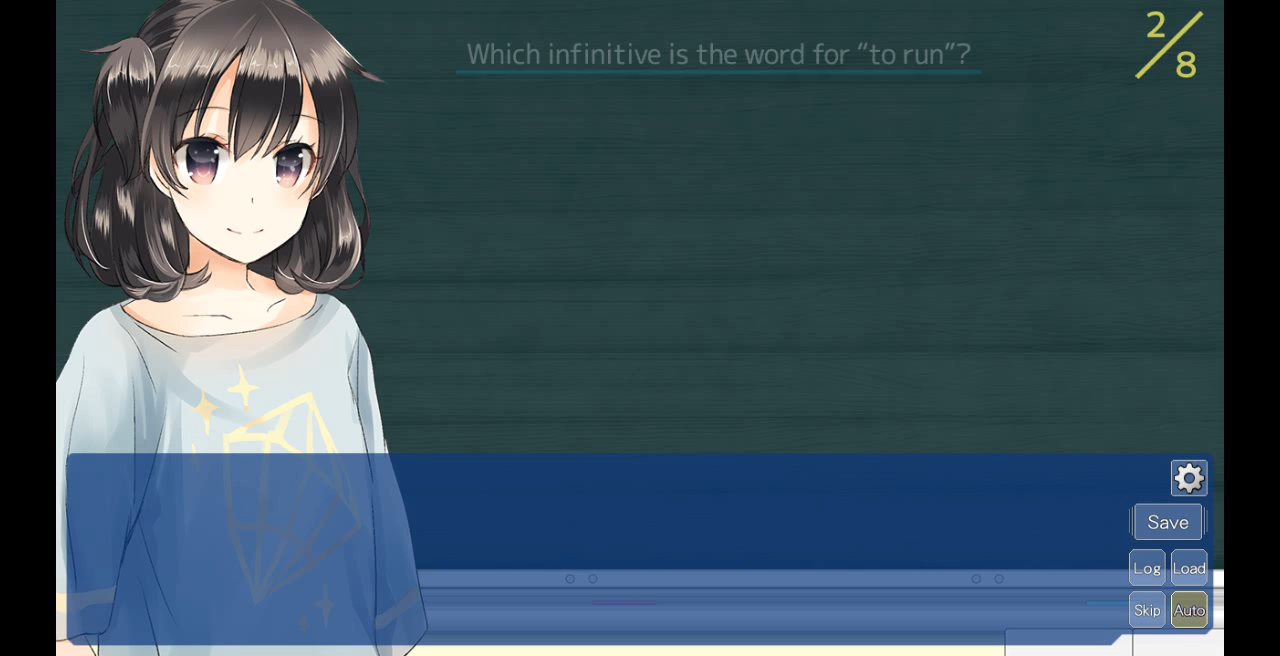 Which infinitive is the word for “to run”?
2/8
Save
Log
Load
Skip
Auto